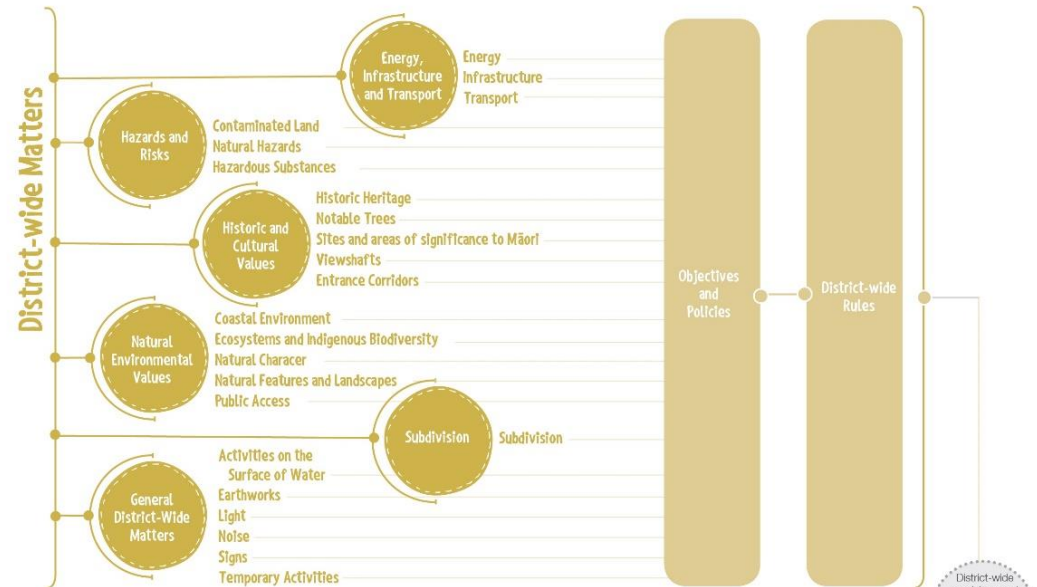 District-wide Matters
Energy,
Infrastructure
and Transport
Energy
Infrastructure
Transport
Hazards and
Risks
Contaminated Land
Natural Hazards
Hazardous Substances
Historic and
Cultural
Values
Historic Heritage
Notable Trees
Sites and areas of significance to Māori
Viewshafts
Entrance Corridors
Natural
Environmental
Values
Coastal Environment
Ecosystems and Indigenous Biodiversity
Natural Characer
Natural Features and Landscapes
Public Access
Subdivision
Subdivision
General
District-Wide
Matters
Activities on the
Surface of Water
Earthworks
Light
Noise
Signs
Temporary Activities
Objectives
and
Policies
District-wide
Rules
District-wide